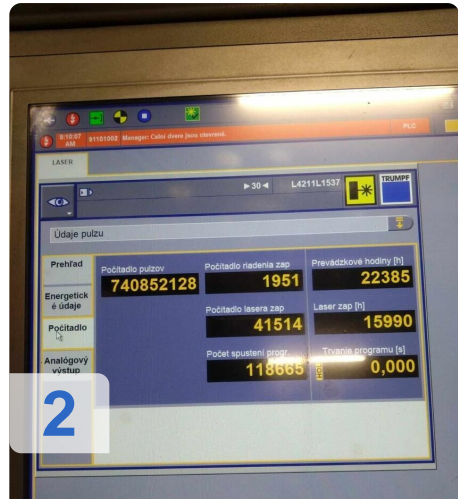 9:10:07 AM 91101002 Manager: Čelní dvere jsou otevrené. PLC
LASER
▶30◀ L4211L1537
TRUMPF
Údaje pulzu
Prehľad
Energetick
é údaje
Počítadlo
Analógový
výstup
Počítadlo pulzov
740852128
Počítadlo riadenia zap
1951
Prevádzkové hodiny [h]
22385
Počítadlo lasera zap
41514
Laser zap [h]
15990
Počet spustení progr.
118665
Trvanie programu [s]
0,000
2